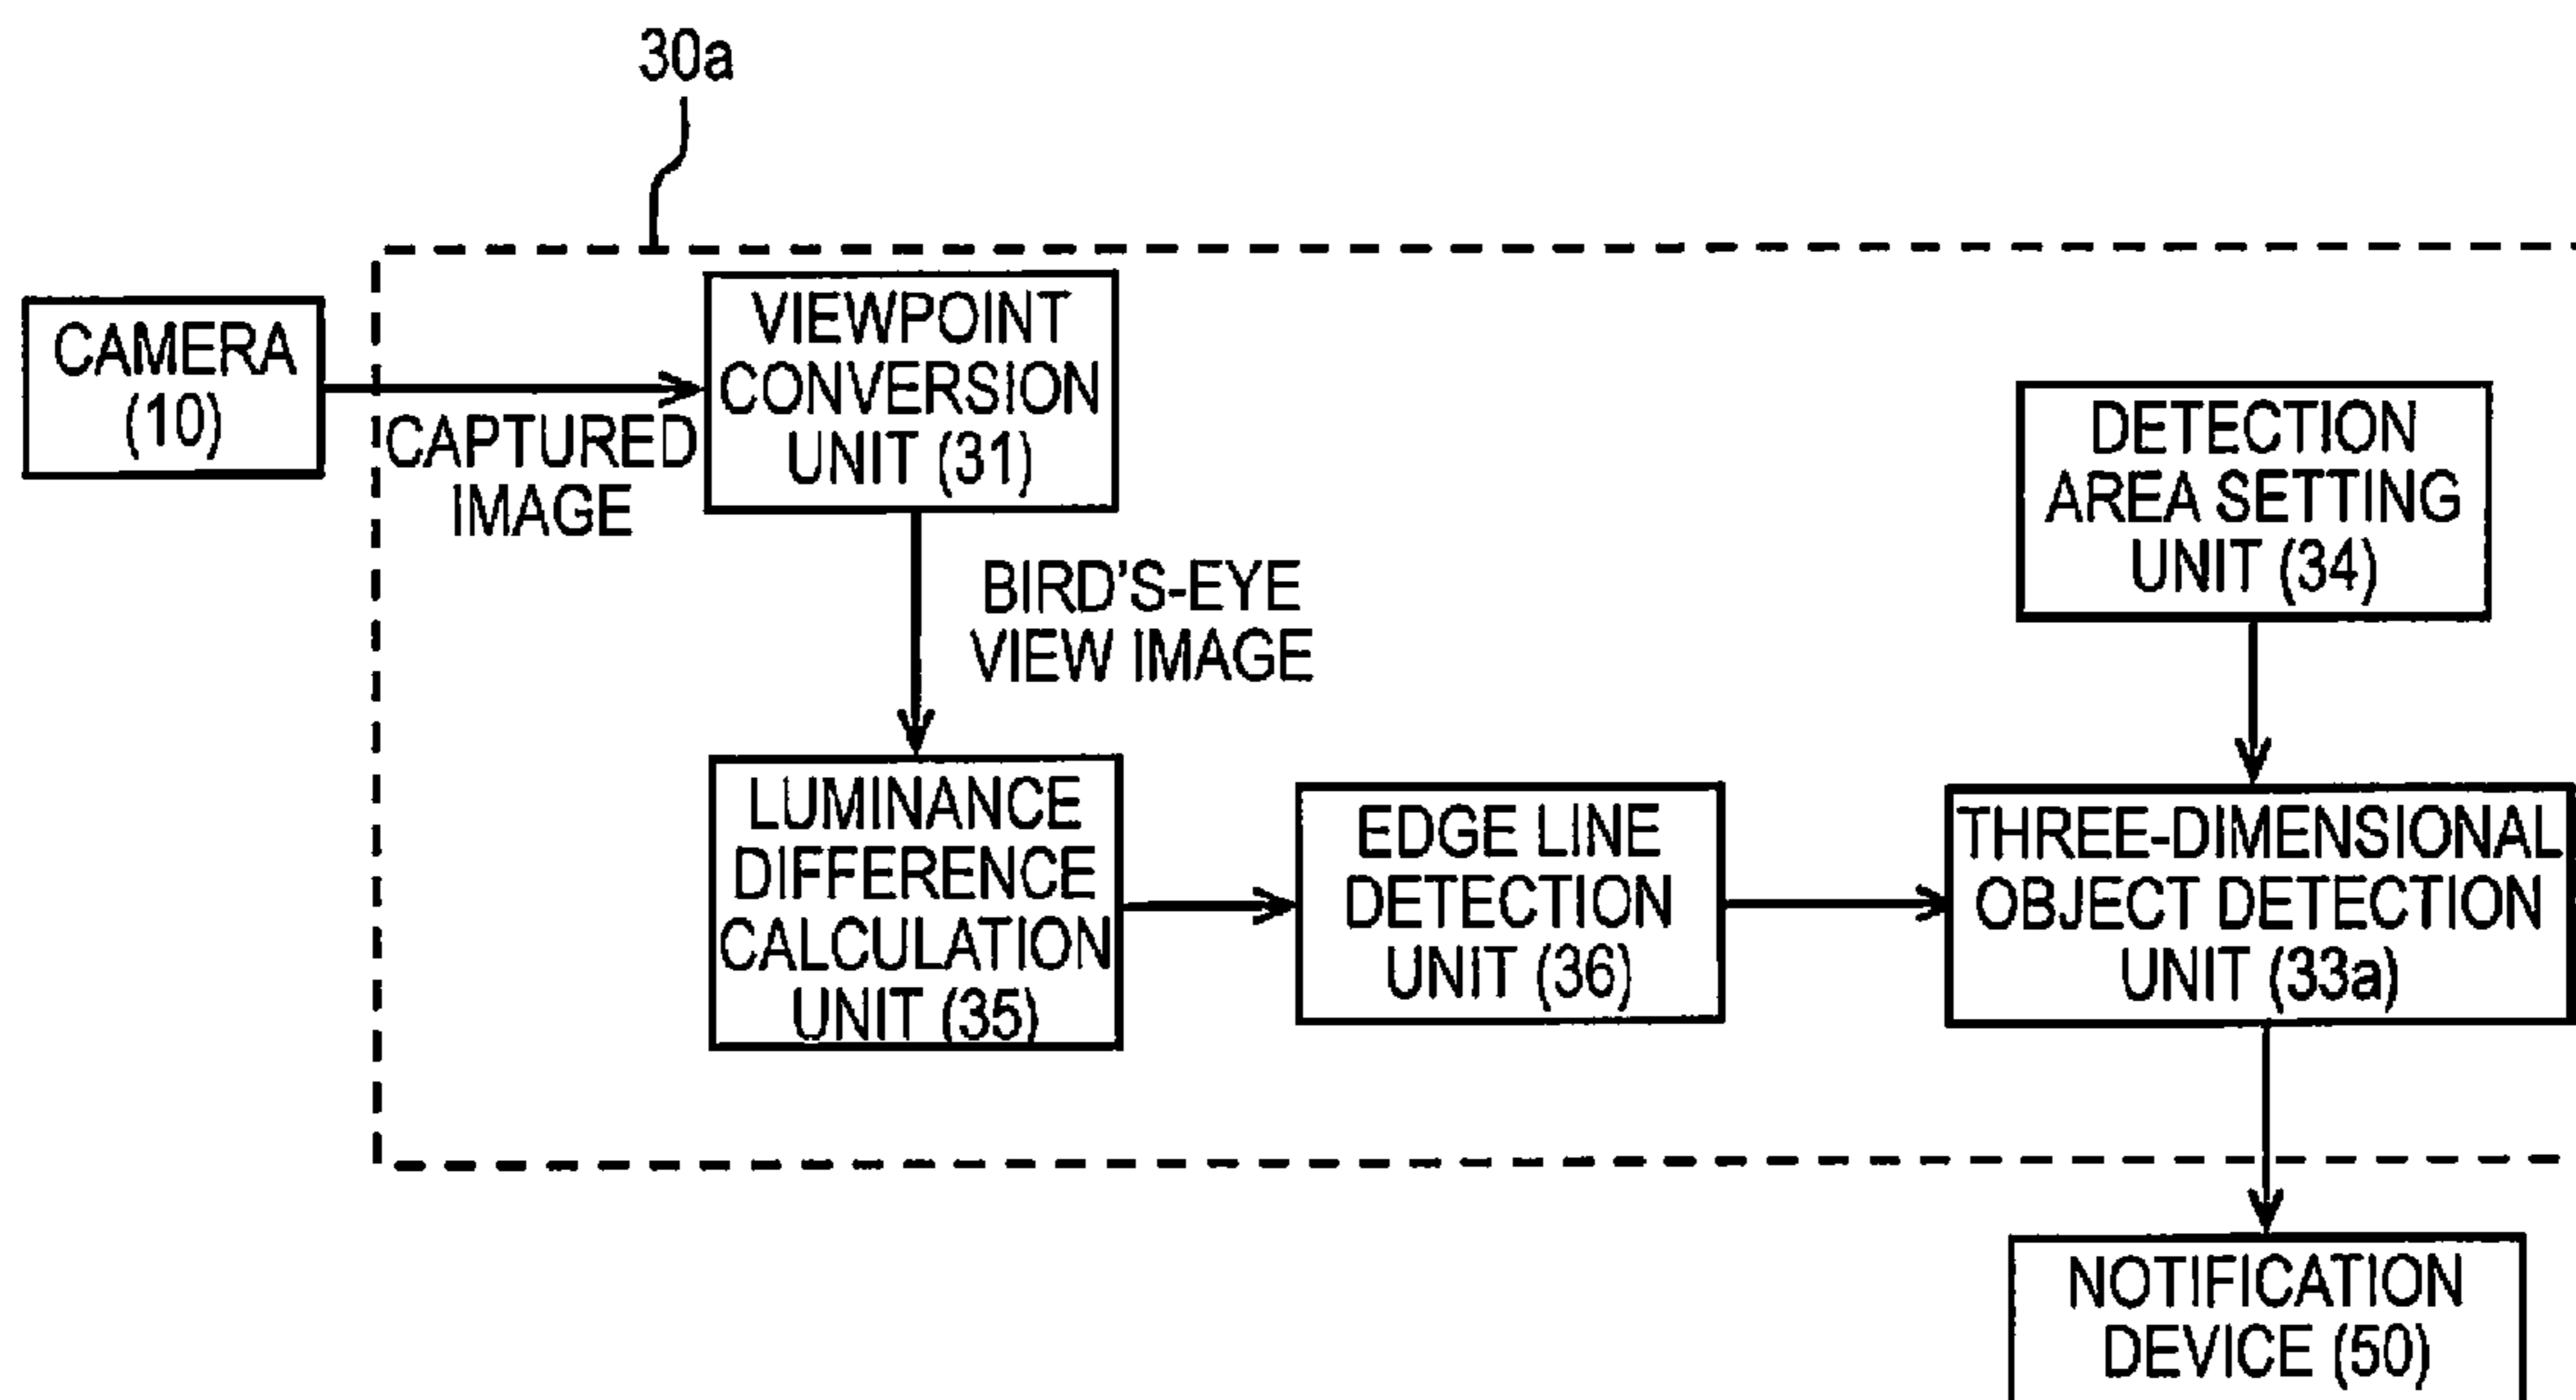 30a
CAMERA
(10)
CAPTURED
IMAGE
VIEWPOINT
CONVERSION
UNIT (31)
BIRD'S-EYE
VIEW IMAGE
DETECTION
AREA SETTING
UNIT (34)
LUMINANCE
DIFFERENCE
CALCULATION
UNIT (35)
EDGE LINE
DETECTION
UNIT (36)
THREE-DIMENSIONAL
OBJECT DETECTION
UNIT (33a)
NOTIFICATION
DEVICE (50)